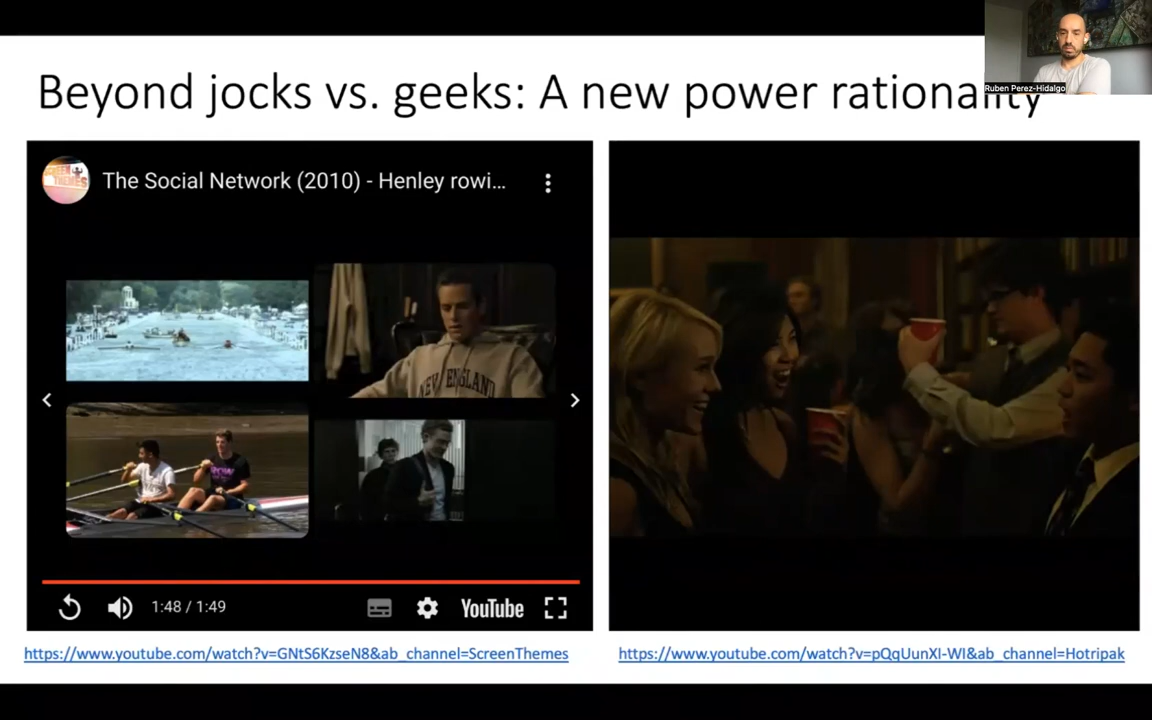 Beyond jocks vs. geeks: A new power rationality
Ruben Perez-Hidalgo
SCREEN
THEMES
The Social Network (2010) - Henley rowi...
NEW ENGLAND
1:48 / 1:49
YouTube
https://www.youtube.com/watch?v=GNtS6KzseN8&ab_channel=ScreenThemes
https://www.youtube.com/watch?v=pQqUunXI-WI&ab_channel=Hotripak